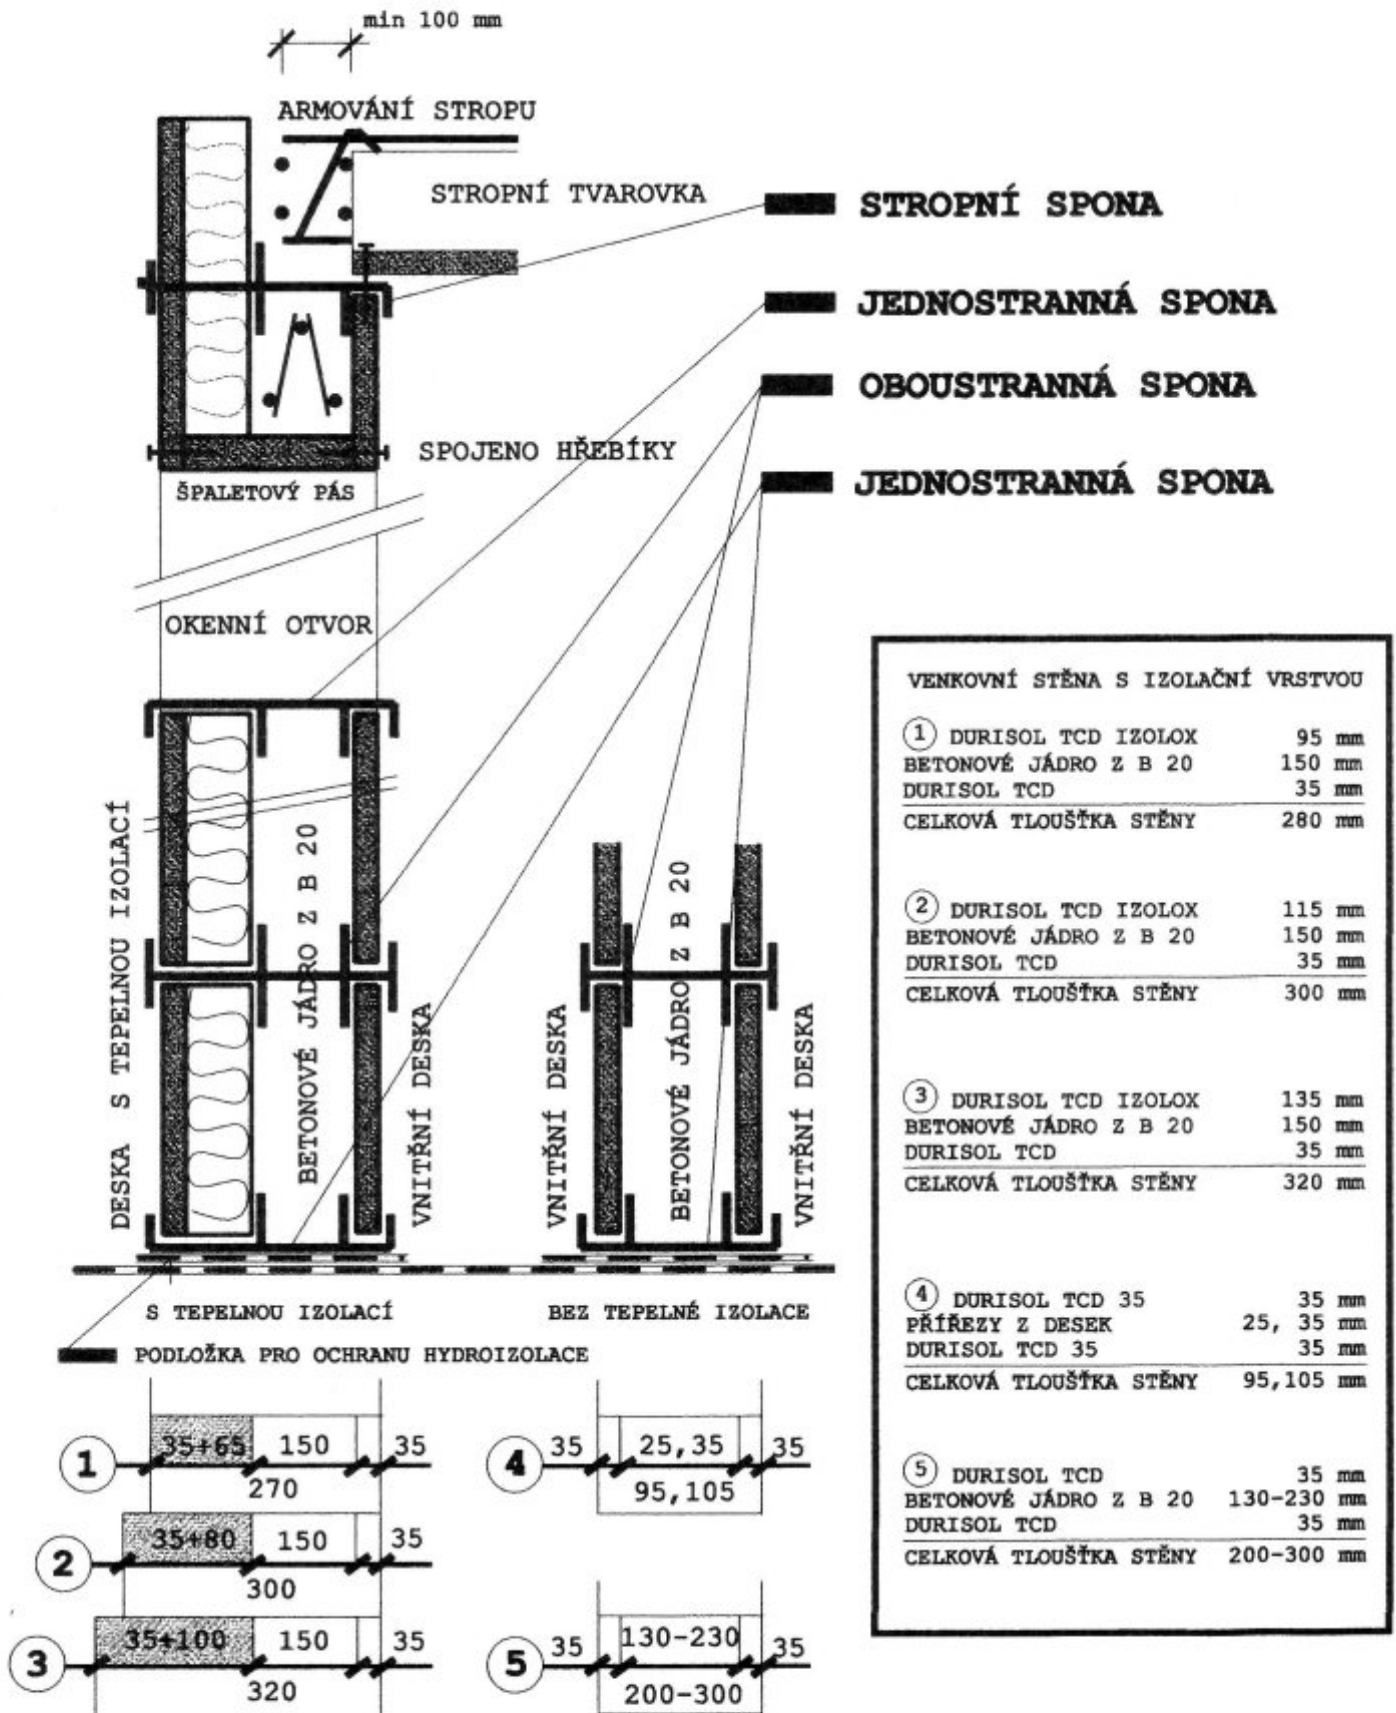 min 100 mm
ARMOVÁNÍ STROPU
STROPNÍ TVAROVKA
STROPNÍ SPONA
JEDNOSTRANNÁ SPONA
OBOUSTRANNÁ SPONA
SPOJENO HŘEBÍKY
JEDNOSTRANNÁ SPONA
ŠPALETOVÝ PÁS
OKENNÍ OTVOR
DESKA S TEPELNOU IZOLACÍ
BETONOVÉ JÁDRO Z B 20
VNITŘNÍ DESKA
VNITŘNÍ DESKA
BETONOVÉ JÁDRO Z B 20
VNITŘNÍ DESKA
S TEPELNOU IZOLACÍ
BEZ TEPELNÉ IZOLACE
PODLOŽKA PRO OCHRANU HYDROIZOLACE
1 35+65 150 35
270
2 35+80 150 35
300
3 35+100 150 35
320
4 35 25,35 35
95,105
5 35 130-230 35
200-300
VENKOVNÍ STĚNA S IZOLAČNÍ VRSTVOU
1 DURISOL TCD IZOLOX 95 mm
BETONOVÉ JÁDRO Z B 20 150 mm
DURISOL TCD 35 mm
CELKOVÁ TLOUŠŤKA STĚNY 280 mm
2 DURISOL TCD IZOLOX 115 mm
BETONOVÉ JÁDRO Z B 20 150 mm
DURISOL TCD 35 mm
CELKOVÁ TLOUŠŤKA STĚNY 300 mm
3 DURISOL TCD IZOLOX 135 mm
BETONOVÉ JÁDRO Z B 20 150 mm
DURISOL TCD 35 mm
CELKOVÁ TLOUŠŤKA STĚNY 320 mm
4 DURISOL TCD 35 35 mm
PŘÍŘEZY Z DESEK 25, 35 mm
DURISOL TCD 35 35 mm
CELKOVÁ TLOUŠŤKA STĚNY 95,105 mm
5 DURISOL TCD 35 mm
BETONOVÉ JÁDRO Z B 20 130-230 mm
DURISOL TCD 35 mm
CELKOVÁ TLOUŠŤKA STĚNY 200-300 mm